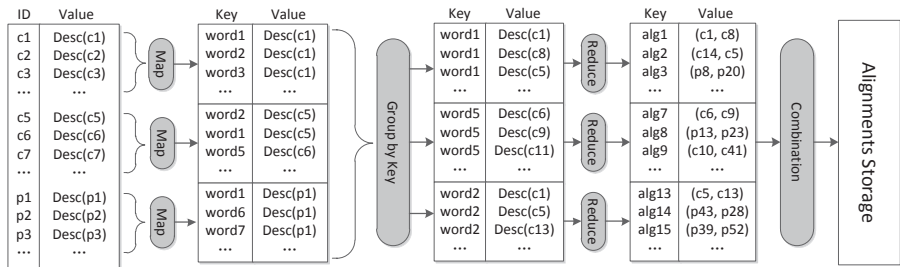 ID Value
c1 Desc(c1)
c2 Desc(c2)
c3 Desc(c3)
... ...
c5 Desc(c5)
c6 Desc(c6)
c7 Desc(c7)
... ...
p1 Desc(p1)
p2 Desc(p2)
p3 Desc(p3)
... ...
Map
Map
Map
Key Value
word1 Desc(c1)
word2 Desc(c1)
word3 Desc(c1)
... ...
word2 Desc(c5)
word1 Desc(c5)
word5 Desc(c6)
... ...
word1 Desc(p1)
word6 Desc(p1)
word7 Desc(p1)
... ...
Group by Key
Key Value
word1 Desc(c1)
word1 Desc(c8)
word1 Desc(c5)
... ...
word5 Desc(c6)
word5 Desc(c9)
word5 Desc(c11)
... ...
word2 Desc(c1)
word2 Desc(c5)
word2 Desc(c13)
... ...
Reduce
Reduce
Reduce
Key Value
alg1 (c1, c8)
alg2 (c14, c5)
alg3 (p8, p20)
... ...
alg7 (c6, c9)
alg8 (p13, p23)
alg9 (c10, c41)
... ...
alg13 (c5, c13)
alg14 (p43, p28)
alg15 (p39, p52)
... ...
Combination
Alignments Storage